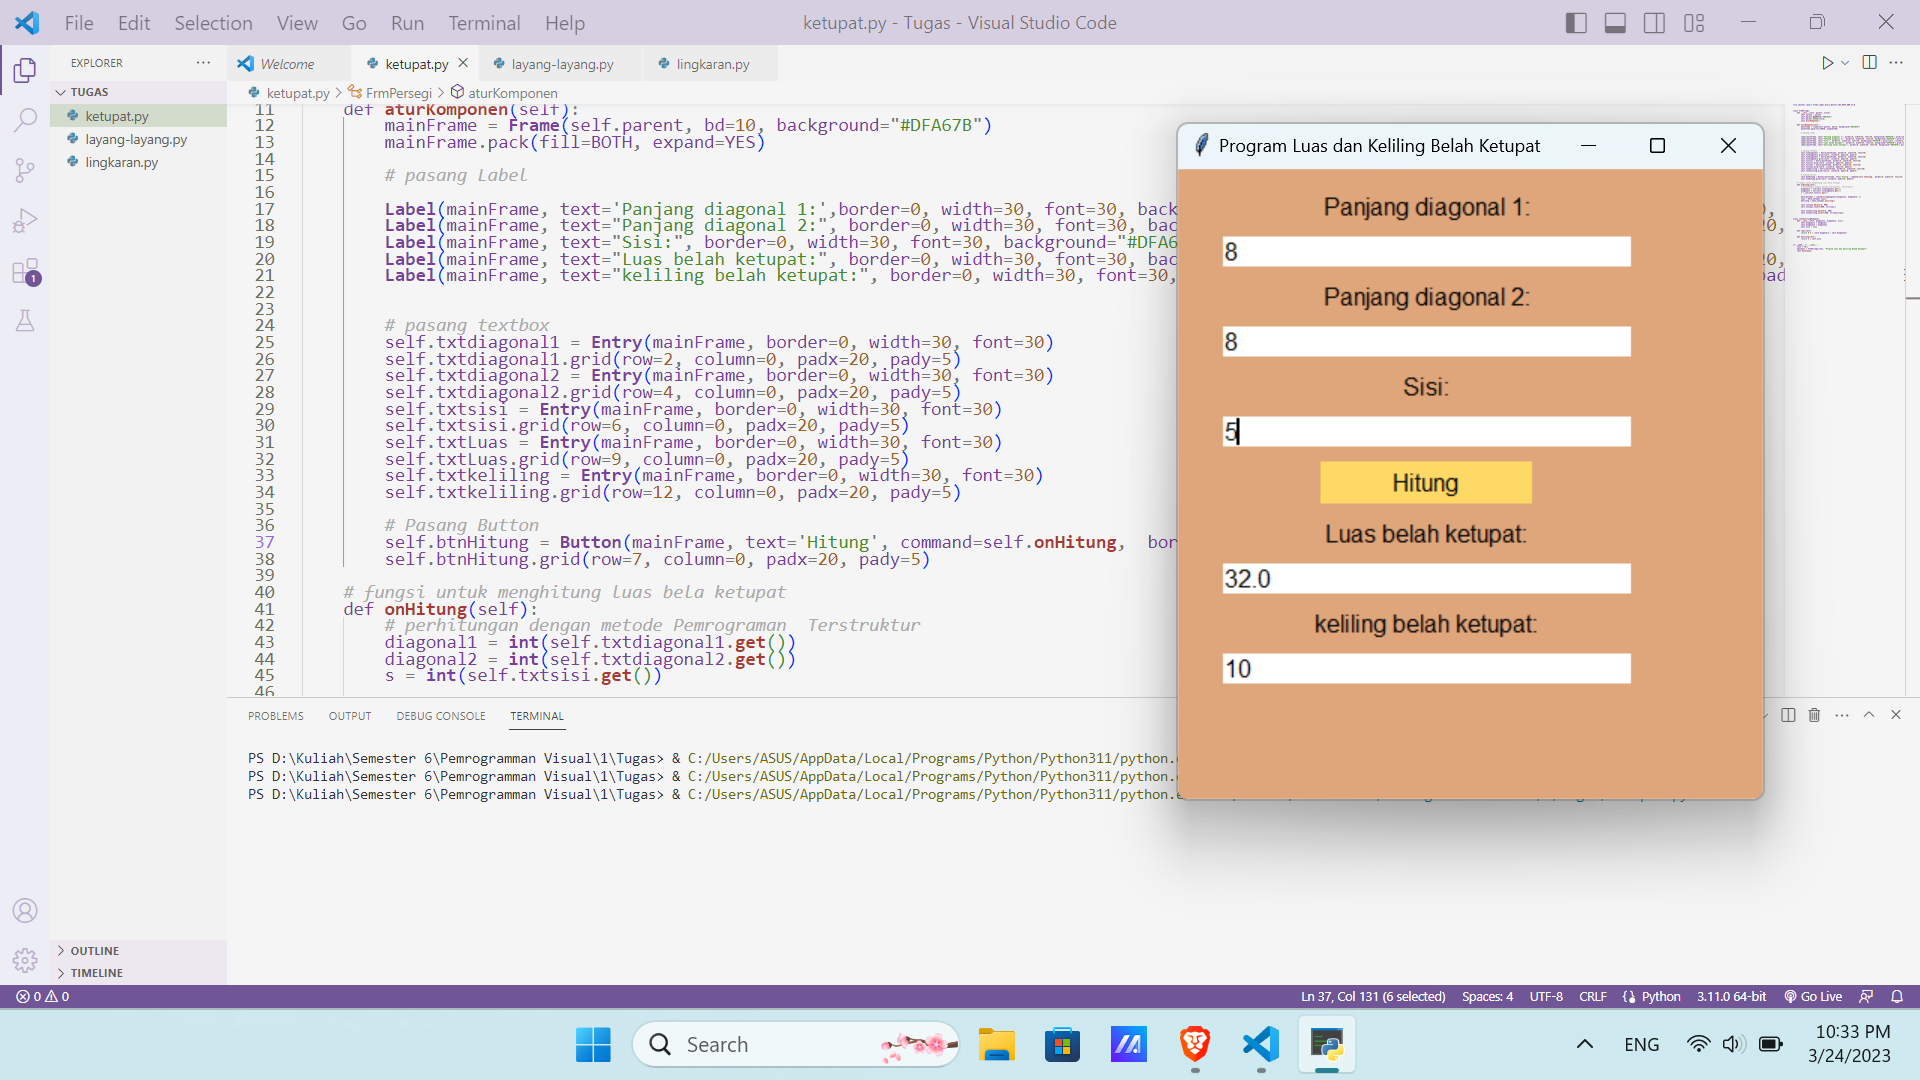 File Edit Selection View Go Run Terminal Help
ketupat.py - Tugas - Visual Studio Code
EXPLORER
TUGAS
ketupat.py
layang-layang.py
lingkaran.py
Welcome
ketupat.py
layang-layang.py
lingkaran.py
ketupat.py > FrmPersegi > aturKomponen
11 def aturKomponen(self):
12 mainFrame = Frame(self.parent, bd=10, background="#DFA67B")
13 mainFrame.pack(fill=BOTH, expand=YES)
14
15 # pasang Label
16
17 Label(mainFrame, text='Panjang diagonal 1:',border=0, width=30, font=30, bac
18 Label(mainFrame, text="Panjang diagonal 2:", border=0, width=30, font=30, bac
19 Label(mainFrame, text="Sisi:", border=0, width=30, font=30, background="#DFA6
20 Label(mainFrame, text="Luas belah ketupat:", border=0, width=30, font=30, bac
21 Label(mainFrame, text="keliling belah ketupat:", border=0, width=30, font=30,
22
23
24 # pasang textbox
25 self.txtdiagonal1 = Entry(mainFrame, border=0, width=30, font=30)
26 self.txtdiagonal1.grid(row=2, column=0, padx=20, pady=5)
27 self.txtdiagonal2 = Entry(mainFrame, border=0, width=30, font=30)
28 self.txtdiagonal2.grid(row=4, column=0, padx=20, pady=5)
29 self.txtsisi = Entry(mainFrame, border=0, width=30, font=30)
30 self.txtsisi.grid(row=6, column=0, padx=20, pady=5)
31 self.txtLuas = Entry(mainFrame, border=0, width=30, font=30)
32 self.txtLuas.grid(row=9, column=0, padx=20, pady=5)
33 self.txtkeliling = Entry(mainFrame, border=0, width=30, font=30)
34 self.txtkeliling.grid(row=12, column=0, padx=20, pady=5)
35
36 # Pasang Button
37 self.btnHitung = Button(mainFrame, text='Hitung', command=self.onHitung, bor
38 self.btnHitung.grid(row=7, column=0, padx=20, pady=5)
39
40 # fungsi untuk menghitung luas bela ketupat
41 def onHitung(self):
42 # perhitungan dengan metode Pemrograman Terstruktur
43 diagonal1 = int(self.txtdiagonal1.get())
44 diagonal2 = int(self.txtdiagonal2.get())
45 s = int(self.txtsisi.get())
46
Program Luas dan Keliling Belah Ketupat
Panjang diagonal 1:
8
Panjang diagonal 2:
8
Sisi:
5
Hitung
Luas belah ketupat:
32.0
keliling belah ketupat:
10
PROBLEMS OUTPUT DEBUG CONSOLE TERMINAL
PS D:\Kuliah\Semester 6\Pemrogramman Visual\1\Tugas> & C:/Users/ASUS/AppData/Local/Programs/Python/Python311/python.
PS D:\Kuliah\Semester 6\Pemrogramman Visual\1\Tugas> & C:/Users/ASUS/AppData/Local/Programs/Python/Python311/python.
PS D:\Kuliah\Semester 6\Pemrogramman Visual\1\Tugas> & C:/Users/ASUS/AppData/Local/Programs/Python/Python311/python.e
OUTLINE
TIMELINE
1
0 0
Ln 37, Col 131 (6 selected) Spaces: 4 UTF-8 CRLF Python 3.11.0 64-bit Go Live
Search
ENG
10:33 PM
3/24/2023